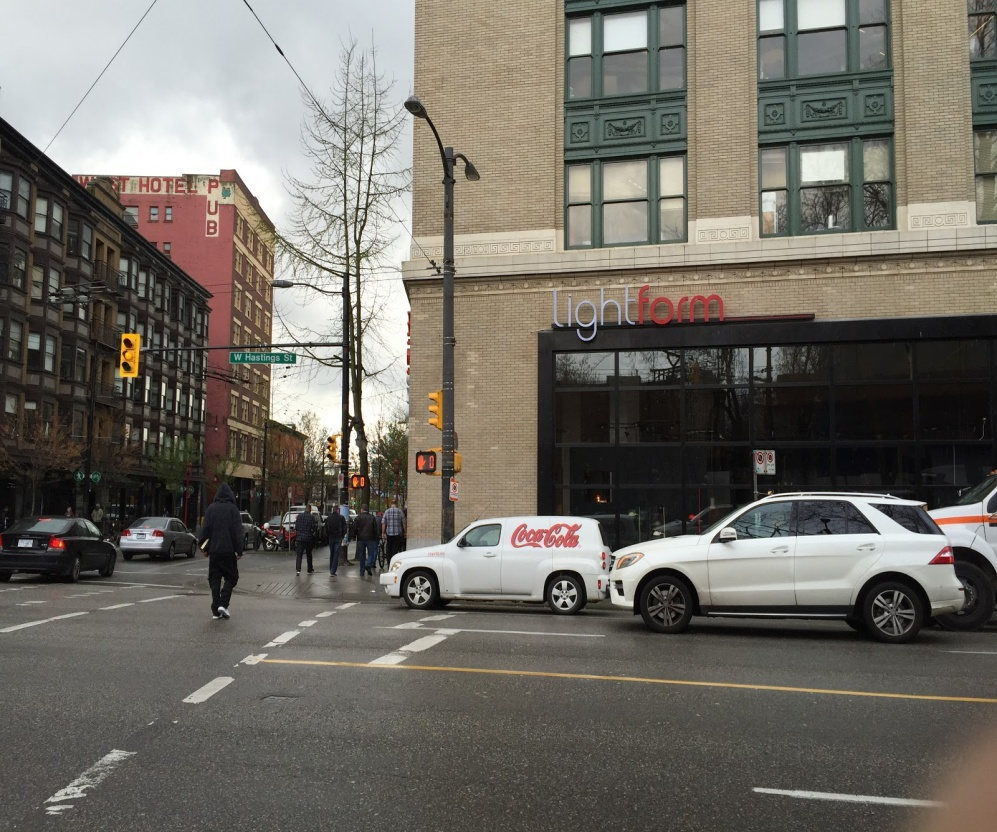 HOTEL
PUB
W Hastings St
lightform
Coca-Cola